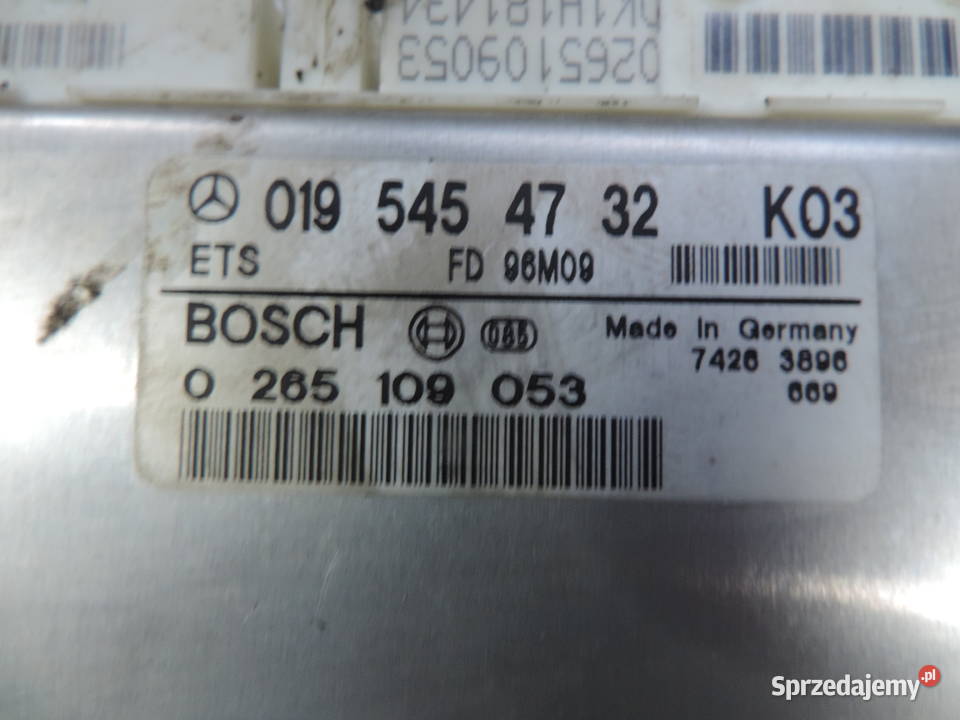 0K1H181434
0265109053
019 545 47 32 K03
ETS FD 96M09
BOSCH Made in Germany
7426 3896
0 265 109 053 669
Sprzedajemy.pl